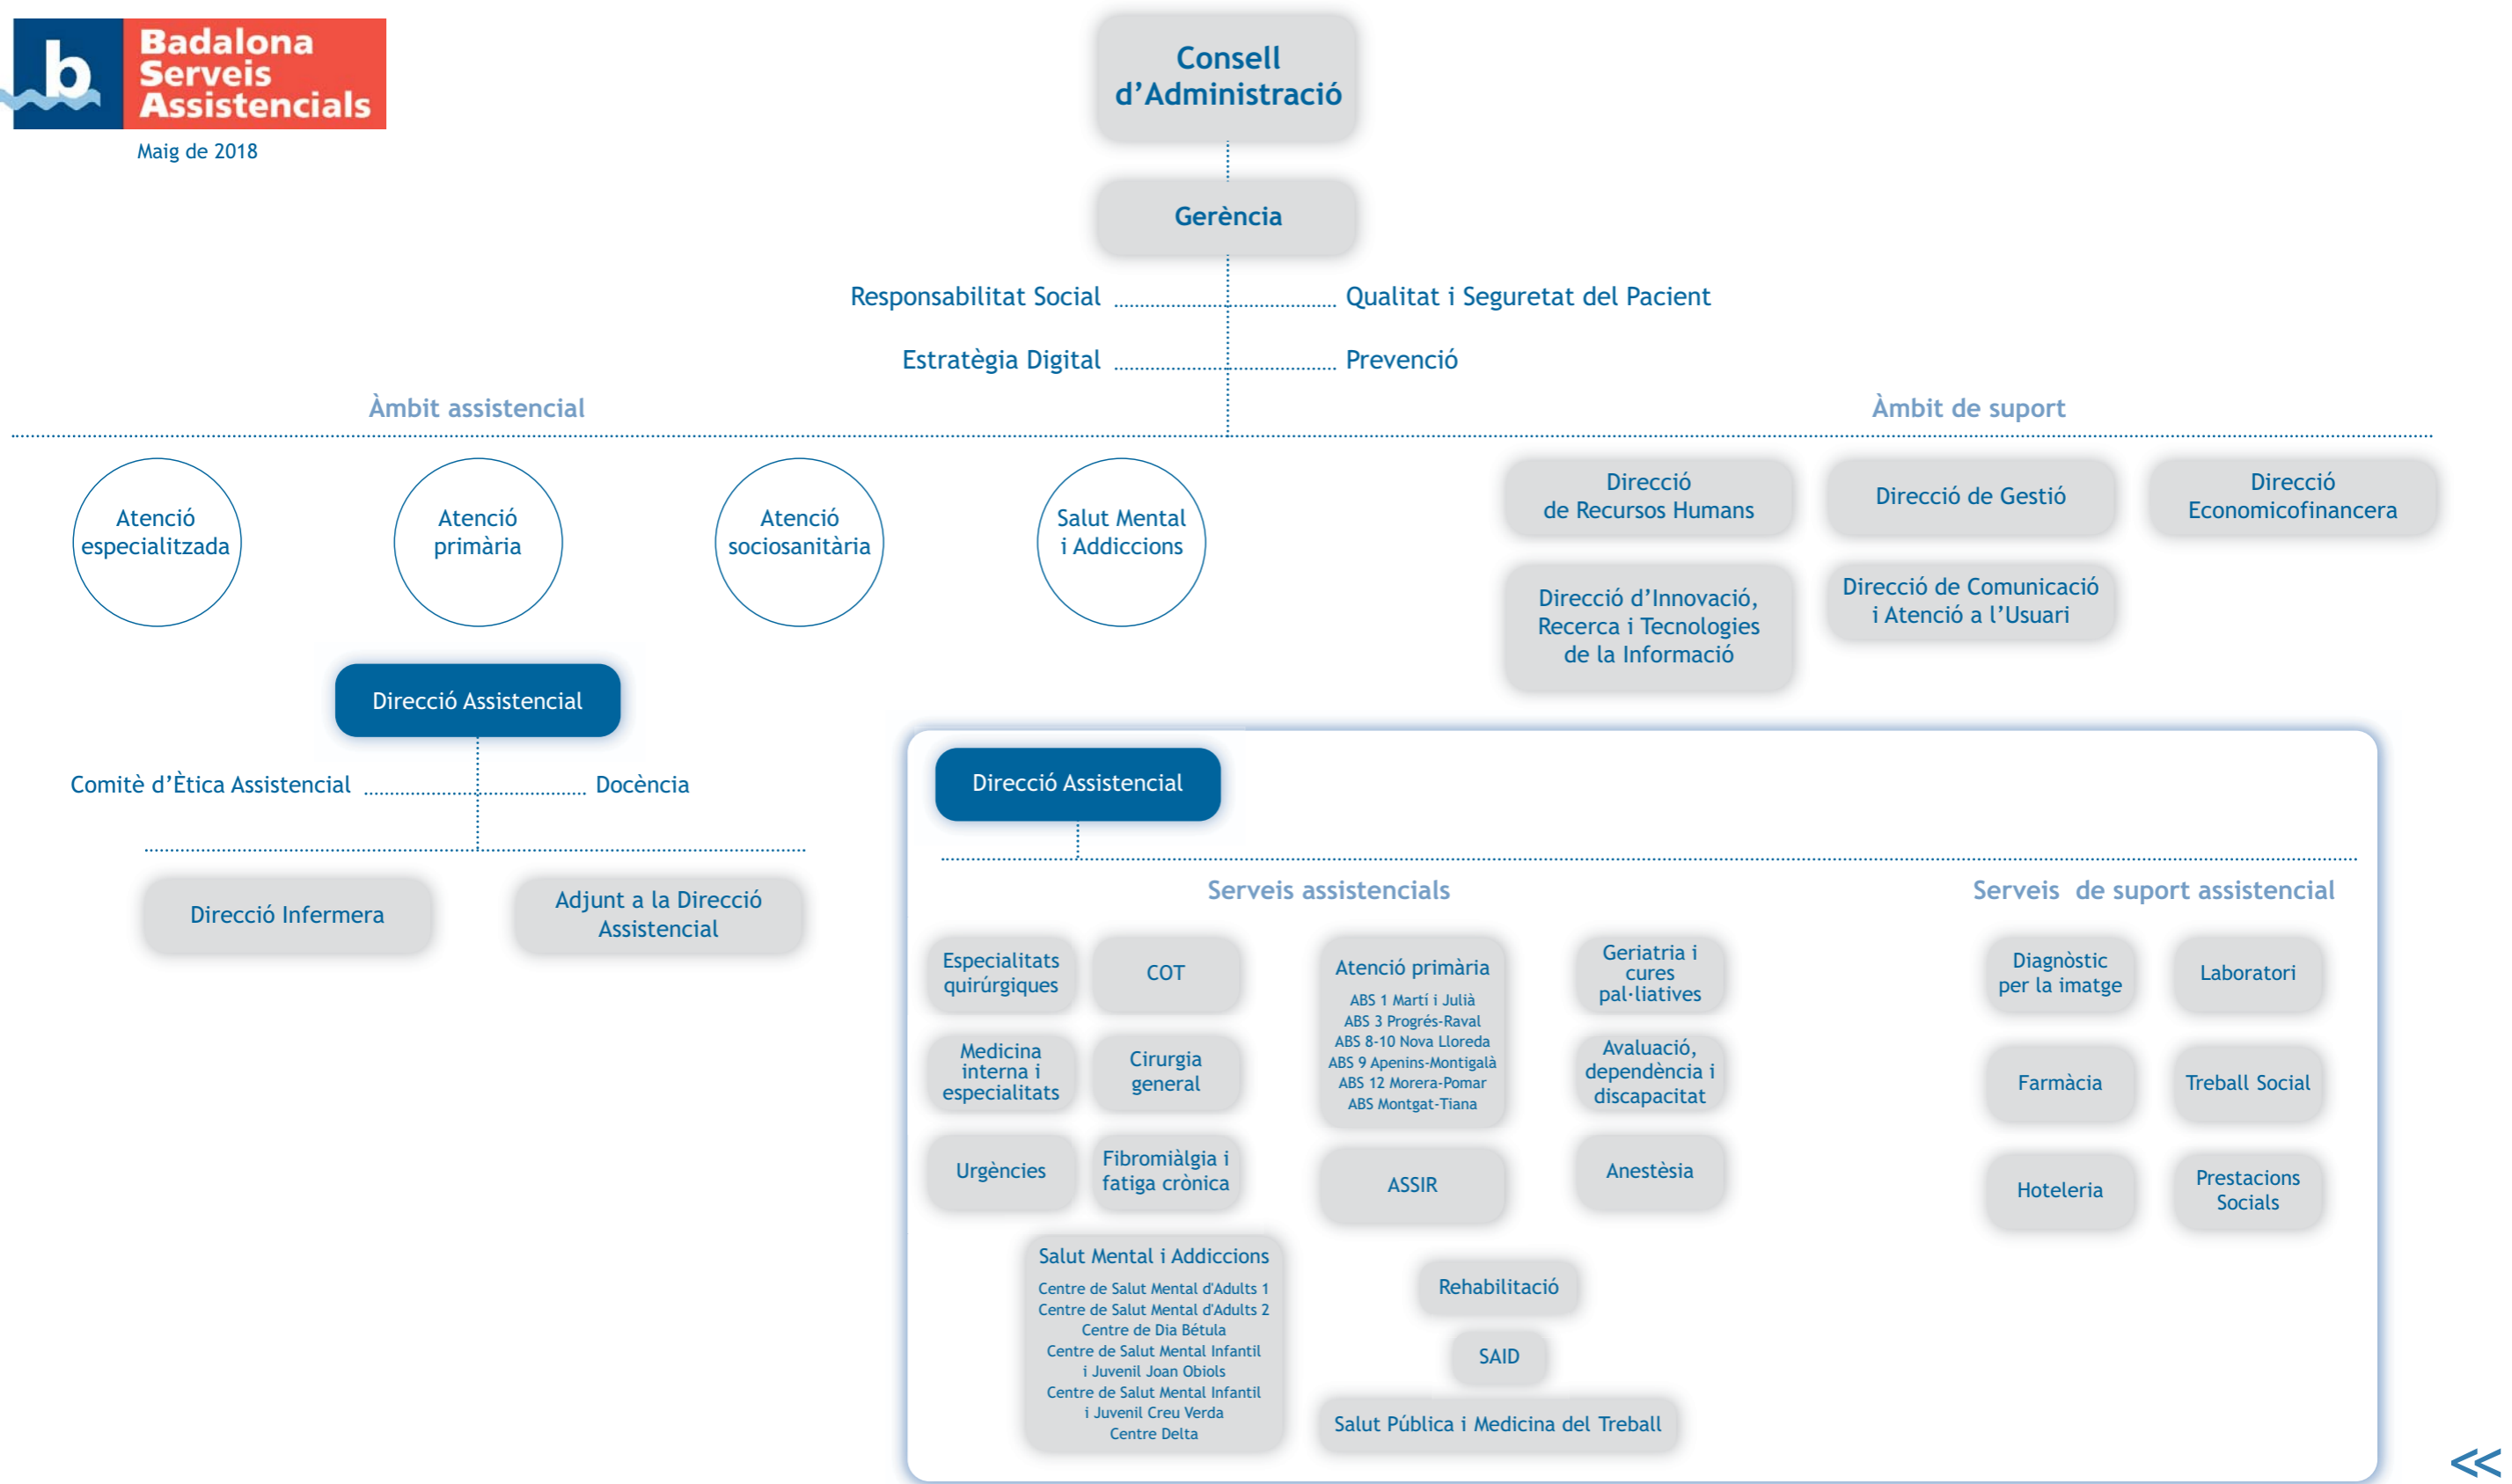 b
Badalona
Serveis
Assistencials
Maig de 2018
Consell
d’Administració
Gerència
Responsabilitat Social
Qualitat i Seguretat del Pacient
Estratègia Digital
Prevenció
Àmbit assistencial
Àmbit de suport
Atenció
especialitzada
Atenció
primària
Atenció
sociosanitària
Salut Mental
i Addiccions
Direcció
de Recursos Humans
Direcció de Gestió
Direcció
Economicofinancera
Direcció d’Innovació,
Recerca i Tecnologies
de la Informació
Direcció de Comunicació
i Atenció a l’Usuari
Direcció Assistencial
Comitè d’Ètica Assistencial
Docència
Direcció Infermera
Adjunt a la Direcció
Assistencial
Direcció Assistencial
Serveis assistencials
Serveis de suport assistencial
Especialitats
quirúrgiques
COT
Atenció primària
ABS 1 Martí i Julià
ABS 3 Progrés-Raval
ABS 8-10 Nova Lloreda
ABS 9 Apenins-Montigalà
ABS 12 Morera-Pomar
ABS Montgat-Tiana
Geriatria i
cures
pal·liatives
Diagnòstic
per la imatge
Laboratori
Medicina
interna i
especialitats
Cirurgia
general
Avaluació,
dependència i
discapacitat
Farmàcia
Treball Social
Urgències
Fibromiàlgia i
fatiga crònica
ASSIR
Anestèsia
Hoteleria
Prestacions
Socials
Salut Mental i Addiccions
Centre de Salut Mental d'Adults 1
Centre de Salut Mental d'Adults 2
Centre de Dia Bétula
Centre de Salut Mental Infantil
i Juvenil Joan Obiols
Centre de Salut Mental Infantil
i Juvenil Creu Verda
Centre Delta
Rehabilitació
SAID
Salut Pública i Medicina del Treball
<<